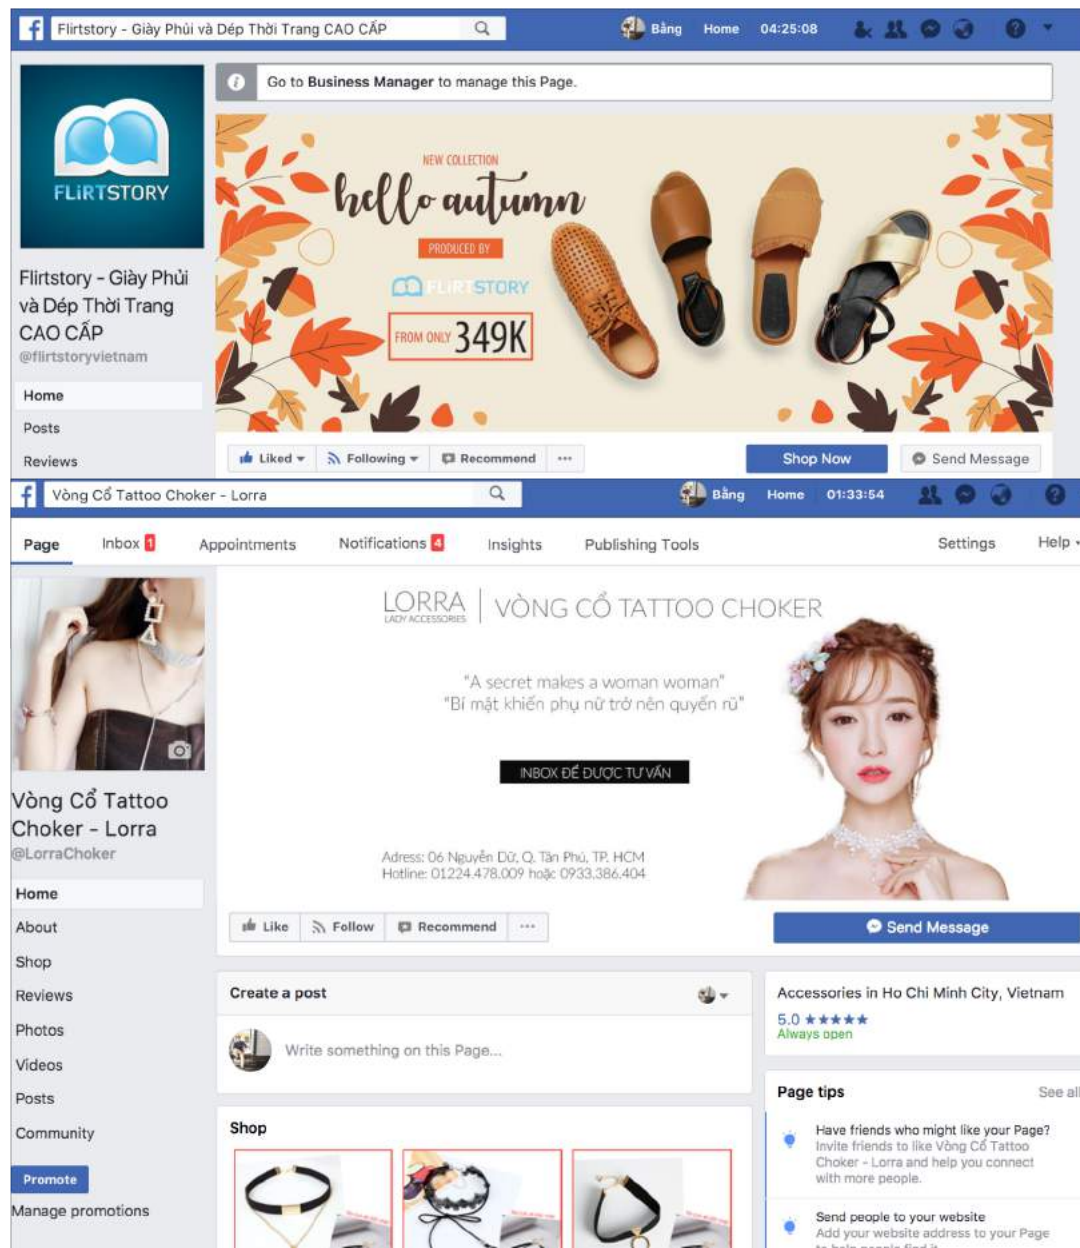 Flirtstory - Giày Phủi và Dép Thời Trang CAO CẤP
Bằng Home 04:25:08
Go to Business Manager to manage this Page.
FLiRTSTORY
NEW COLLECTION
hello autumn
PRODUCED BY
FLiRTSTORY
FROM ONLY 349K
Flirtstory - Giày Phủi
và Dép Thời Trang
CAO CẤP
@flirtstoryvietnam
Home
Posts
Reviews
Liked Following Recommend
Shop Now Send Message
Vòng Cổ Tattoo Choker - Lorra
Bằng Home 01:33:54
Page Inbox 1 Appointments Notifications 4 Insights Publishing Tools Settings Help
LORRA VÒNG CỔ TATTOO CHOKER
LADY ACCESSORIES
"A secret makes a woman woman"
"Bí mật khiến phụ nữ trở nên quyến rũ"
INBOX ĐỂ ĐƯỢC TƯ VẤN
Adress: 06 Nguyễn Dữ, Q. Tân Phú, TP. HCM
Hotline: 01224.478.009 hoặc 0933.386.404
Vòng Cổ Tattoo
Choker - Lorra
@LorraChoker
Home
About
Shop
Reviews
Photos
Videos
Posts
Community
Promote
Manage promotions
Like Follow Recommend
Send Message
Create a post
Write something on this Page...
Shop
Accessories in Ho Chi Minh City, Vietnam
5.0 ★★★★★
Always open
Page tips See all
Have friends who might like your Page?
Invite friends to like Vòng Cổ Tattoo
Choker - Lorra and help you connect
with more people.
Send people to your website
Add your website address to your Page
to help people find it